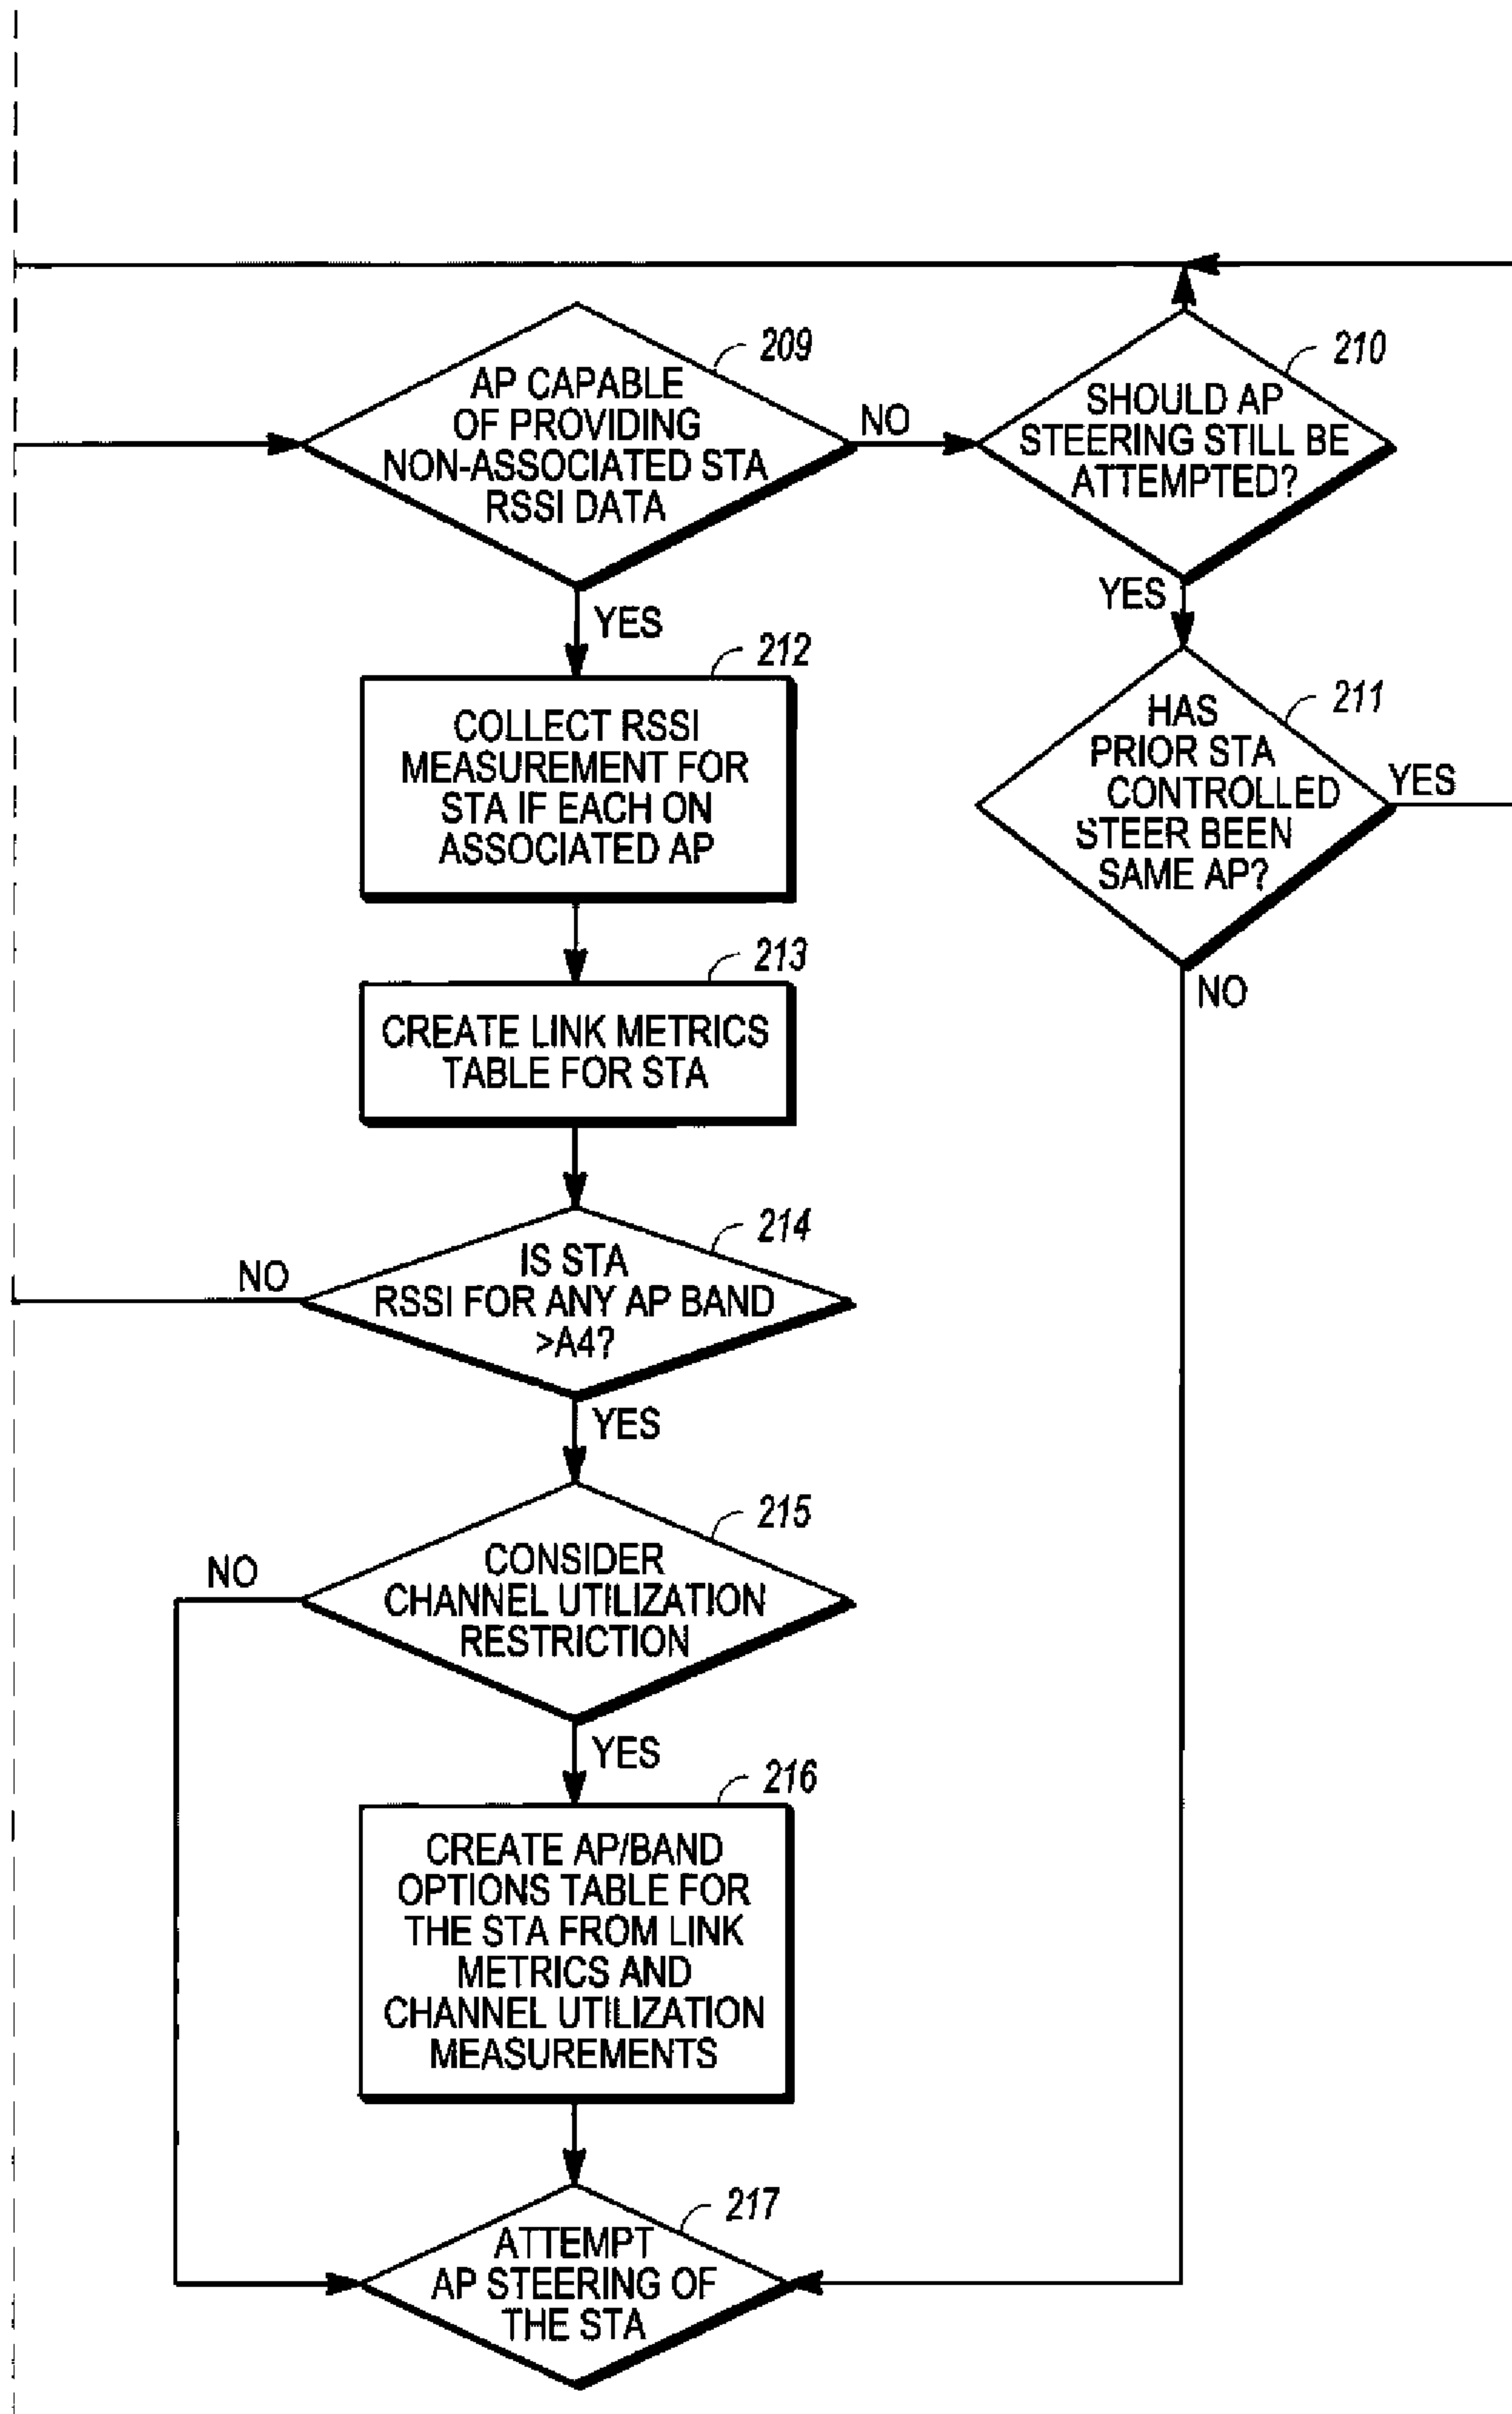 209
AP CAPABLE
OF PROVIDING
NON-ASSOCIATED STA
RSSI DATA
NO
210
SHOULD AP
STEERING STILL BE
ATTEMPTED?
YES
YES
212
COLLECT RSSI
MEASUREMENT FOR
STA IF EACH ON
ASSOCIATED AP
211
HAS
PRIOR STA
CONTROLLED
STEER BEEN
SAME AP?
YES
NO
213
CREATE LINK METRICS
TABLE FOR STA
214
IS STA
RSSI FOR ANY AP BAND
>A4?
NO
YES
215
CONSIDER
CHANNEL UTILIZATION
RESTRICTION
NO
YES
216
CREATE AP/BAND
OPTIONS TABLE FOR
THE STA FROM LINK
METRICS AND
CHANNEL UTILIZATION
MEASUREMENTS
217
ATTEMPT
AP STEERING OF
THE STA